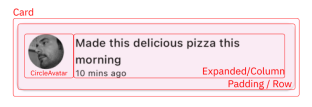 Card
Made this delicious pizza this
morning
CircleAvatar
10 mins ago
Expanded/Column
Padding / Row